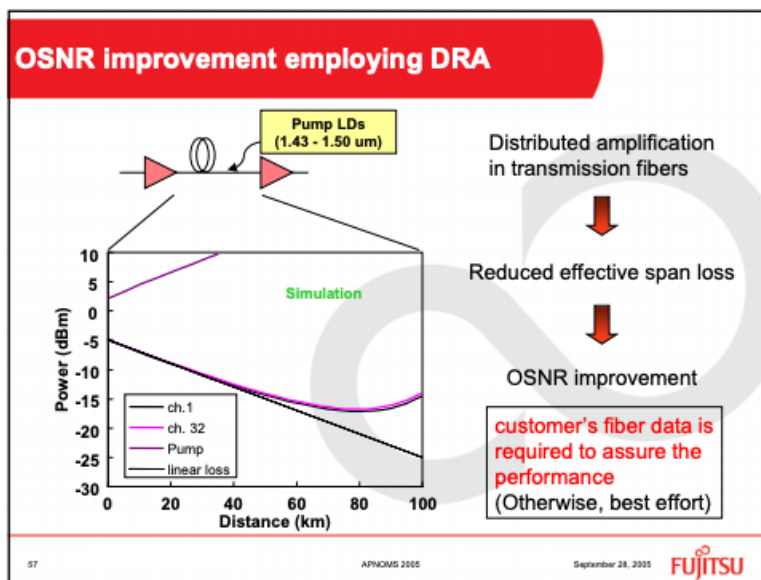 OSNR improvement employing DRA
Pump LDs
(1.43 - 1.50 um)
Distributed amplification
in transmission fibers
Reduced effective span loss
OSNR improvement
customer's fiber data is
required to assure the
performance
(Otherwise, best effort)
Simulation
Power (dBm)
10
5
0
-5
-10
-15
-20
-25
-30
ch.1
ch. 32
Pump
linear loss
0
20
40
60
80
100
Distance (km)
57
APNOMS 2005
September 28, 2005
FUJITSU